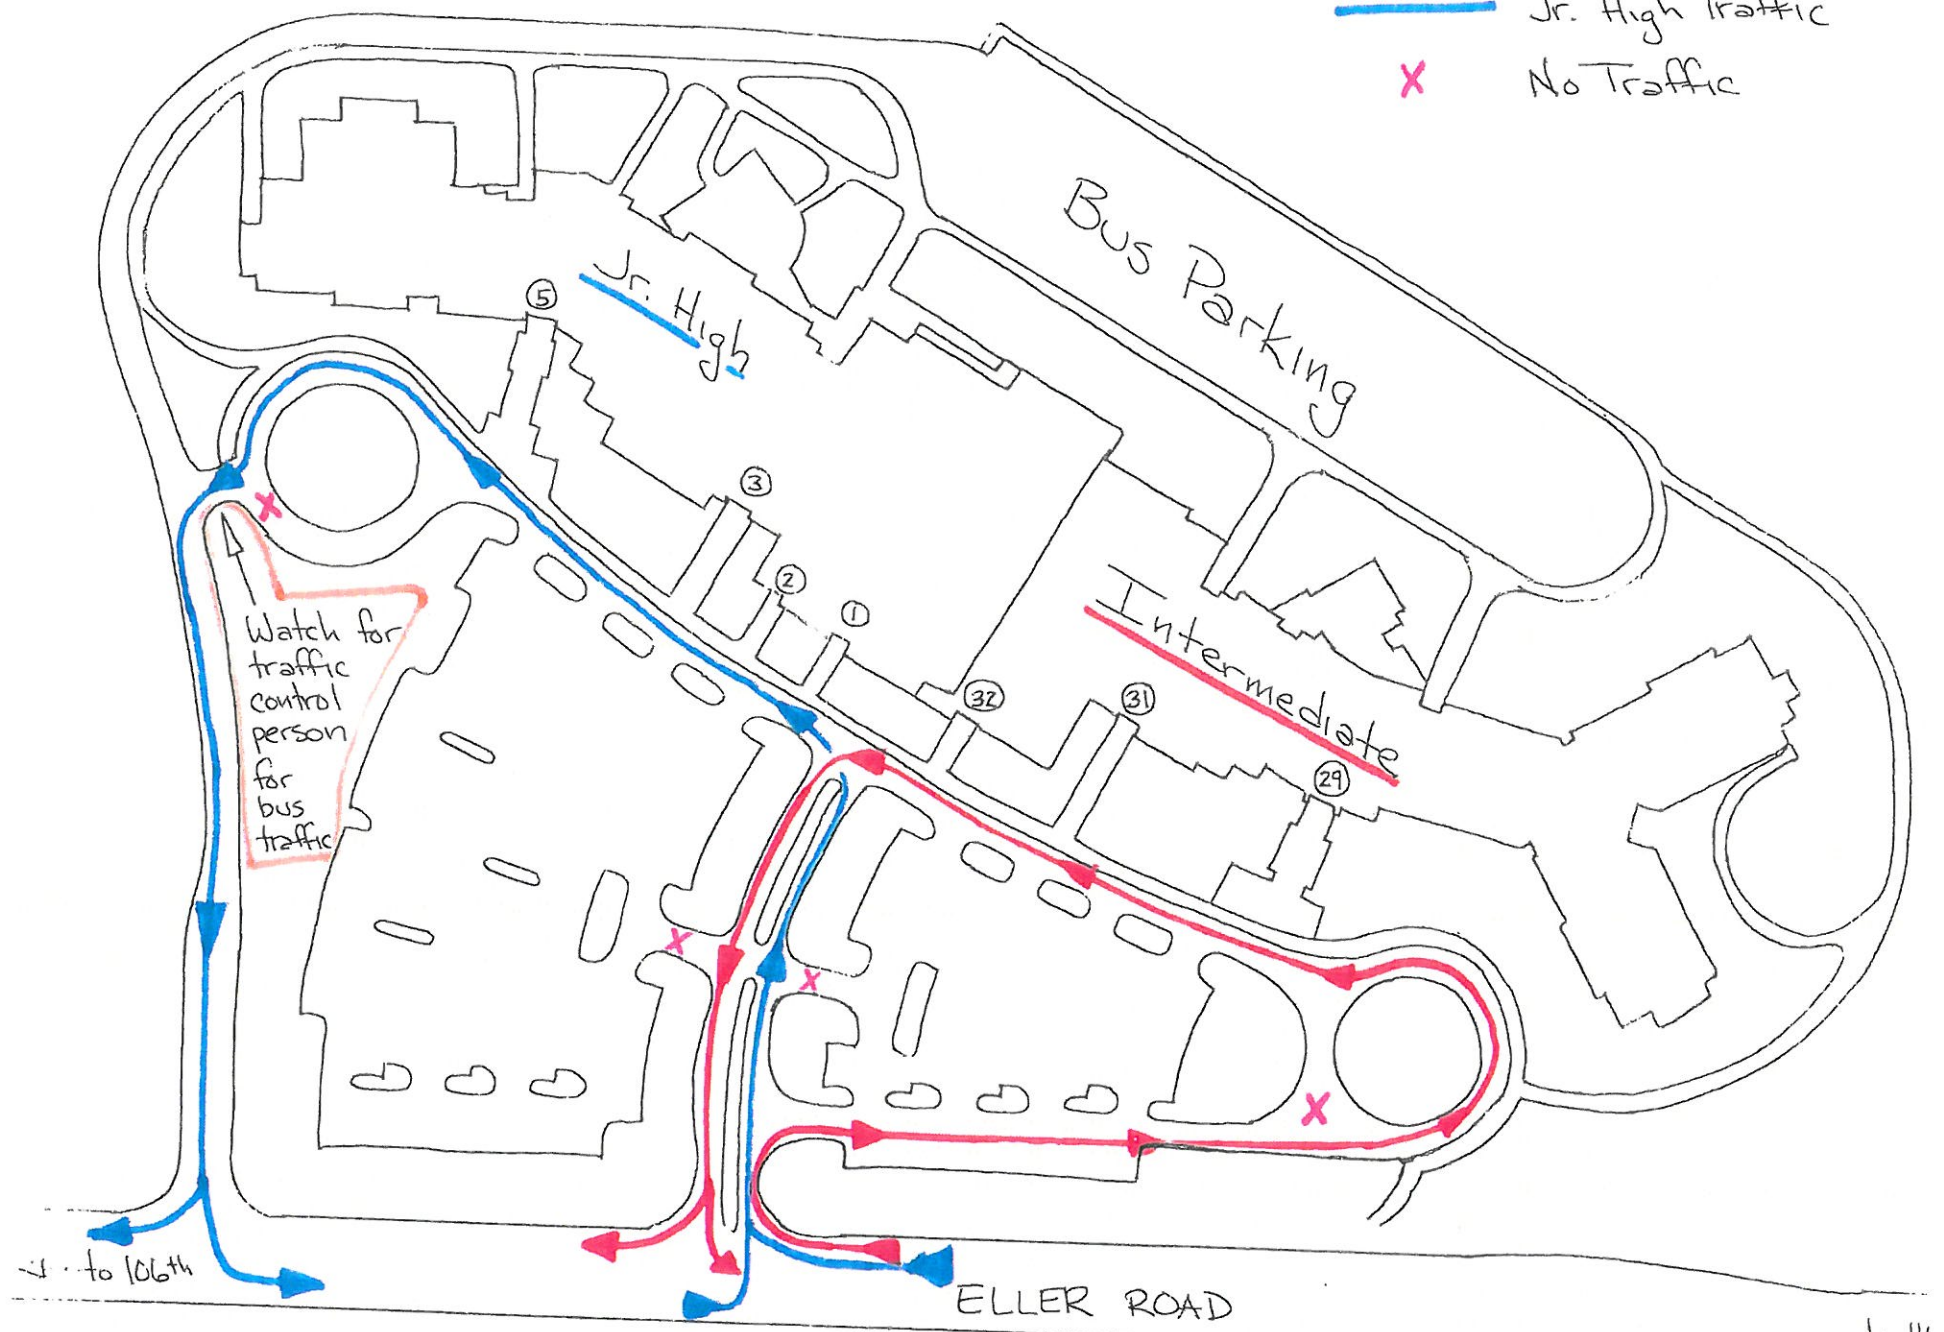 Jr. High Traffic
X No Traffic
Bus Parking
Jr. High
5
3
2
1
32
31
29
Intermediate
Watch for
traffic
control
person
for
bus
traffic
to 106th
ELLER ROAD